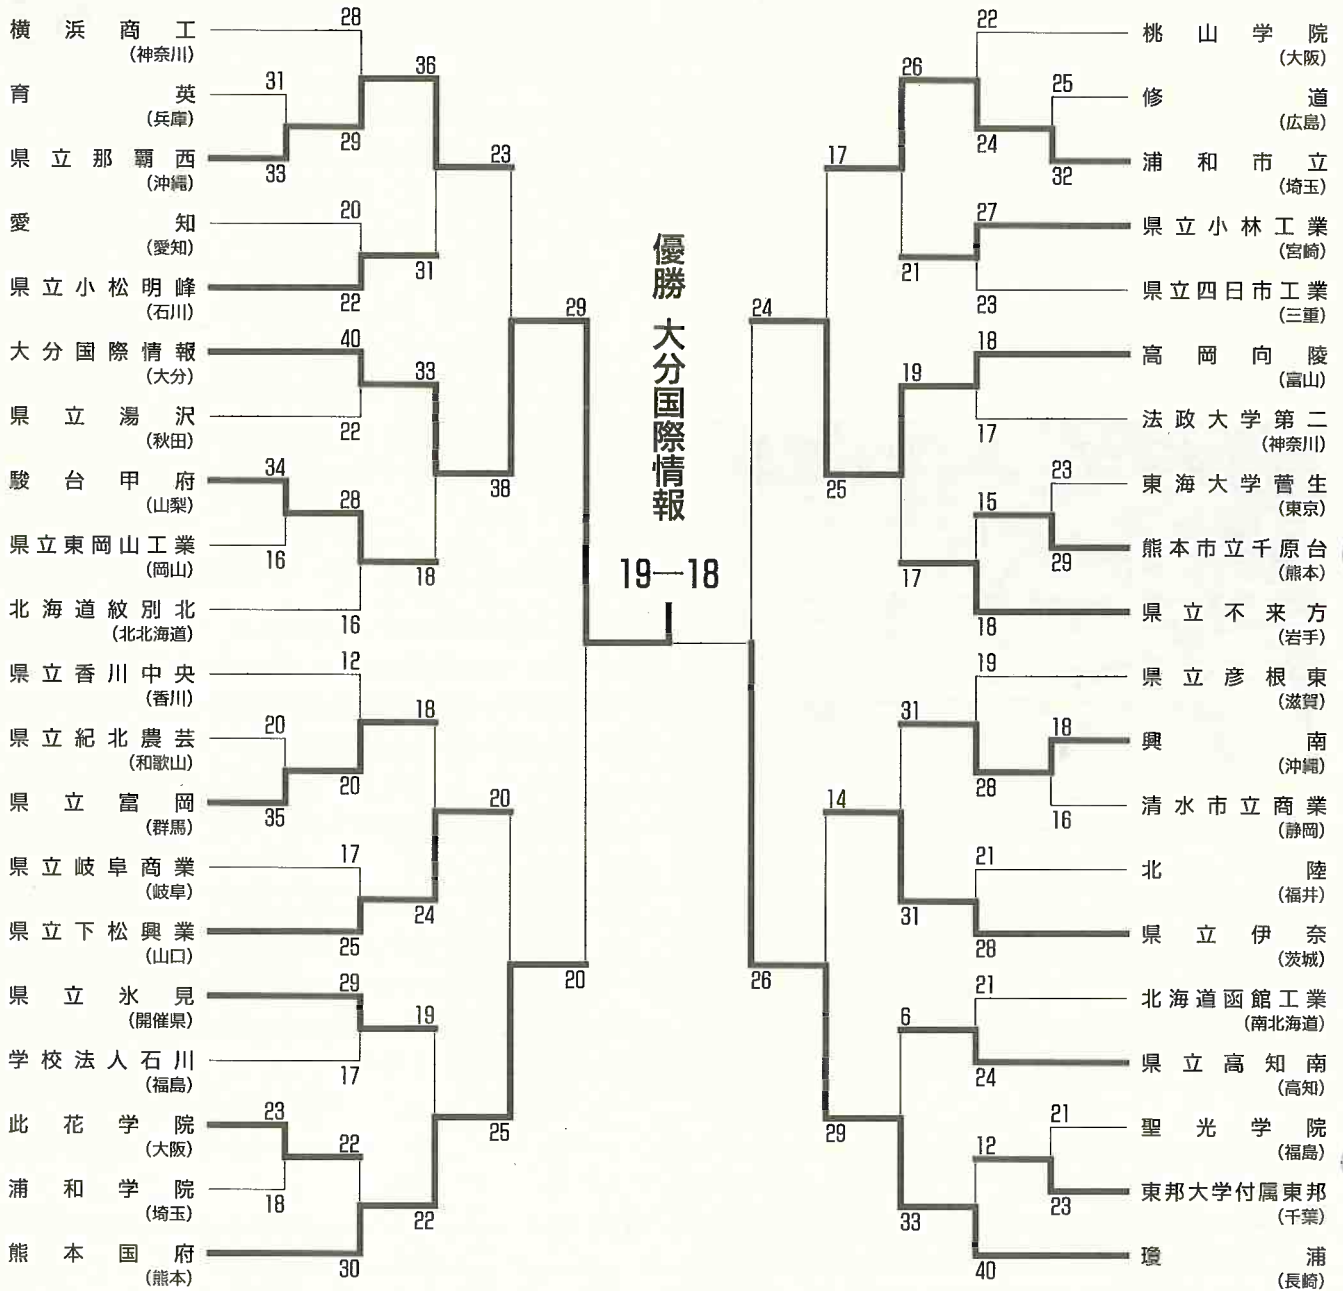 横浜商工
(神奈川)
育英
(兵庫)
県立那覇西
(沖縄)
愛知
(愛知)
県立小松明峰
(石川)
大分国際情報
(大分)
県立湯沢
(秋田)
駿台甲府
(山梨)
県立東岡山工業
(岡山)
北海道紋別北
(北北海道)
県立香川中央
(香川)
県立紀北農芸
(和歌山)
県立富岡
(群馬)
県立岐阜商業
(岐阜)
県立下松興業
(山口)
県立氷見
(開催県)
学校法人石川
(福島)
此花学院
(大阪)
浦和学院
(埼玉)
熊本国府
(熊本)
28
31
33
29
20
22
40
22
34
16
28
16
12
20
35
20
17
25
29
17
23
18
22
30
36
31
33
18
18
24
19
22
23
38
20
25
29
20
優勝 大分国際情報
19―18
24
26
17
25
14
29
26
21
19
17
31
31
6
33
22
24
27
23
18
17
15
18
19
28
21
28
21
24
12
40
25
32
23
29
18
16
21
23
桃山学院
(大阪)
修道
(広島)
浦和市立
(埼玉)
県立小林工業
(宮崎)
県立四日市工業
(三重)
高岡向陵
(富山)
法政大学第二
(神奈川)
東海大学菅生
(東京)
熊本市立千原台
(熊本)
県立不来方
(岩手)
県立彦根東
(滋賀)
興南
(沖縄)
清水市立商業
(静岡)
北陸
(福井)
県立伊奈
(茨城)
北海道函館工業
(南北海道)
県立高知南
(高知)
聖光学院
(福島)
東邦大学付属東邦
(千葉)
瓊浦
(長崎)